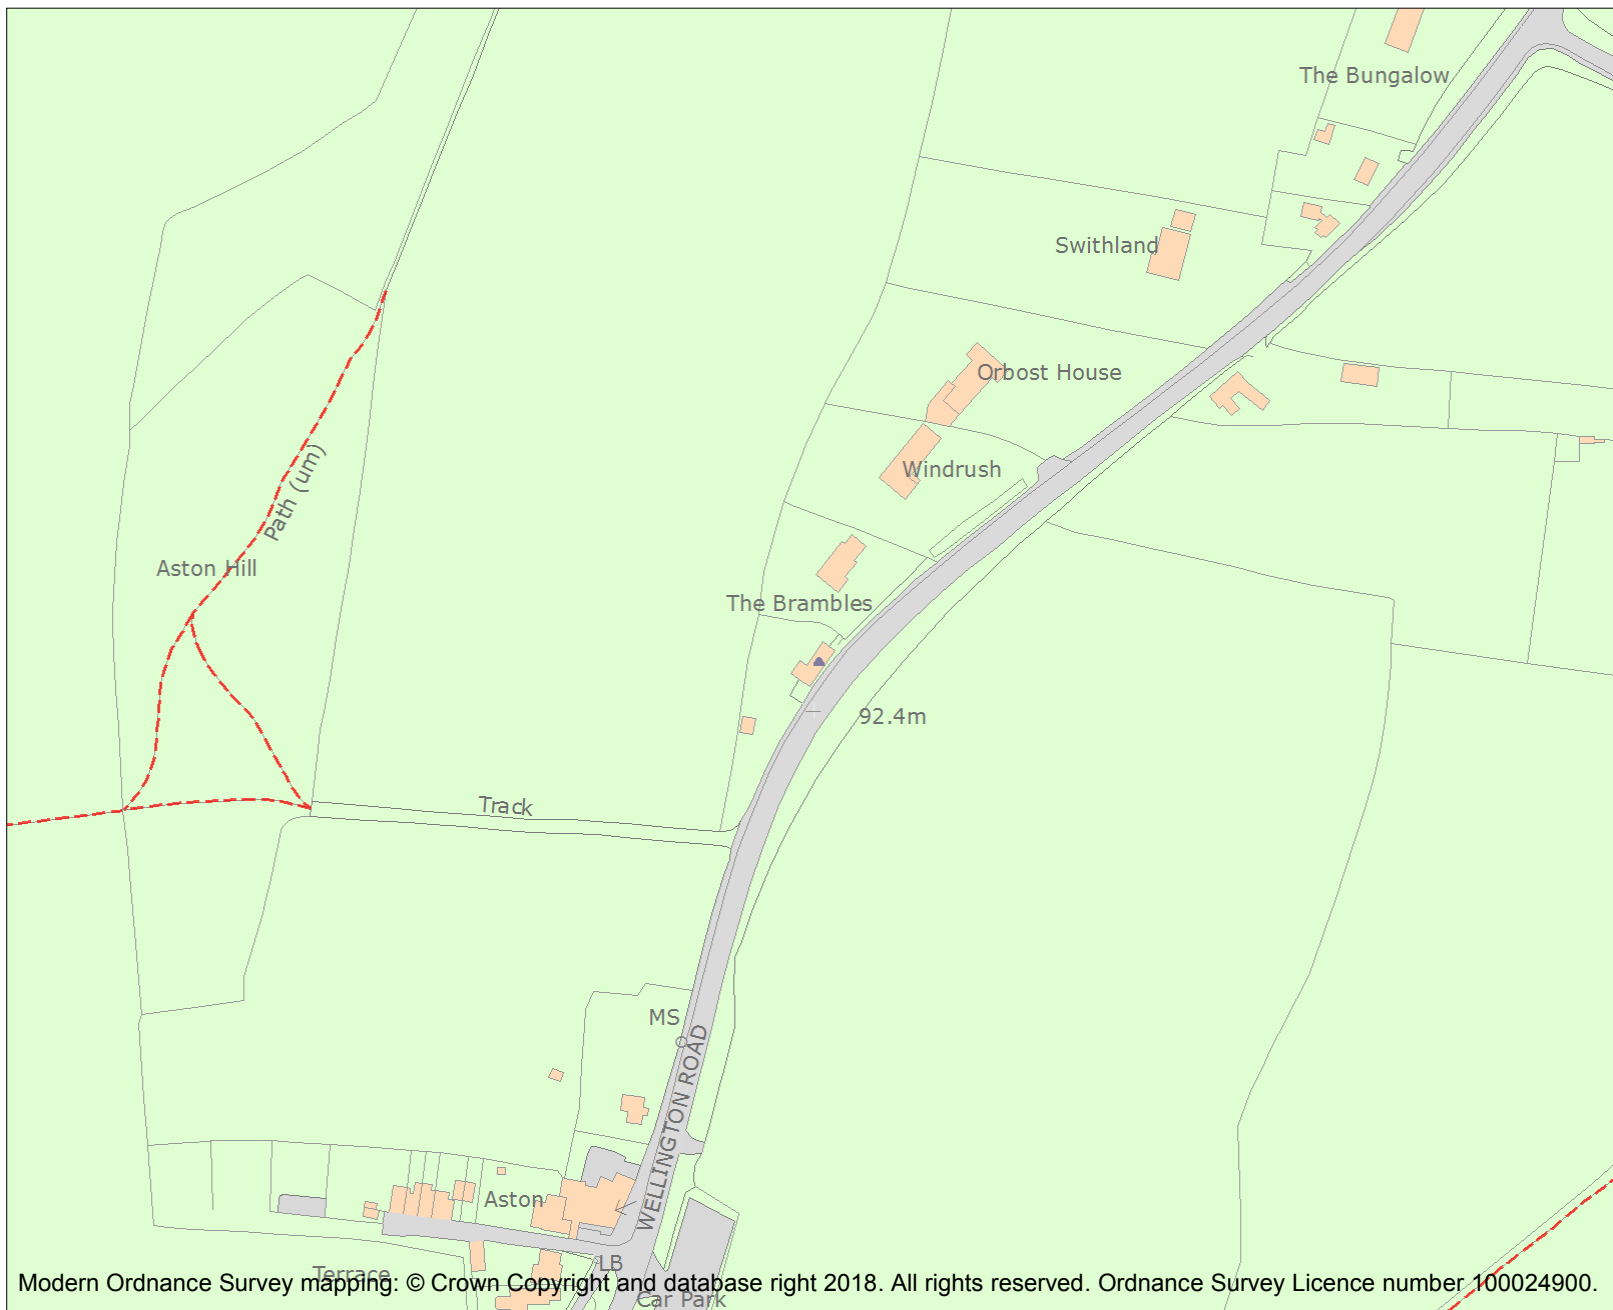 The Bungalow
Swithland
Orbost House
Path (um)
Windrush
Aston Hill
The Brambles
92.4m
Track
MS
WELLINGTON ROAD
Aston
LB
Terrace
Car Park
Modern Ordnance Survey mapping: © Crown Copyright and database right 2018. All rights reserved. Ordnance Survey Licence number 100024900.